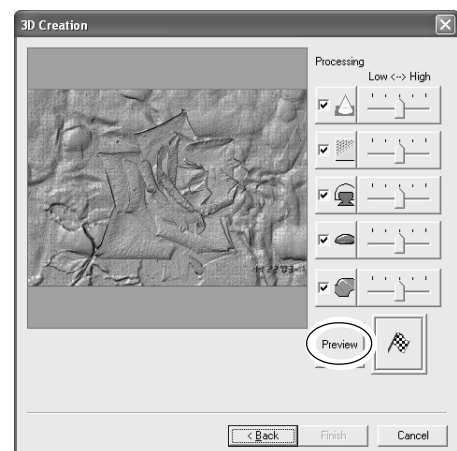 3D Creation
Processing
Low <--> High
Preview
< Back
Finish
Cancel